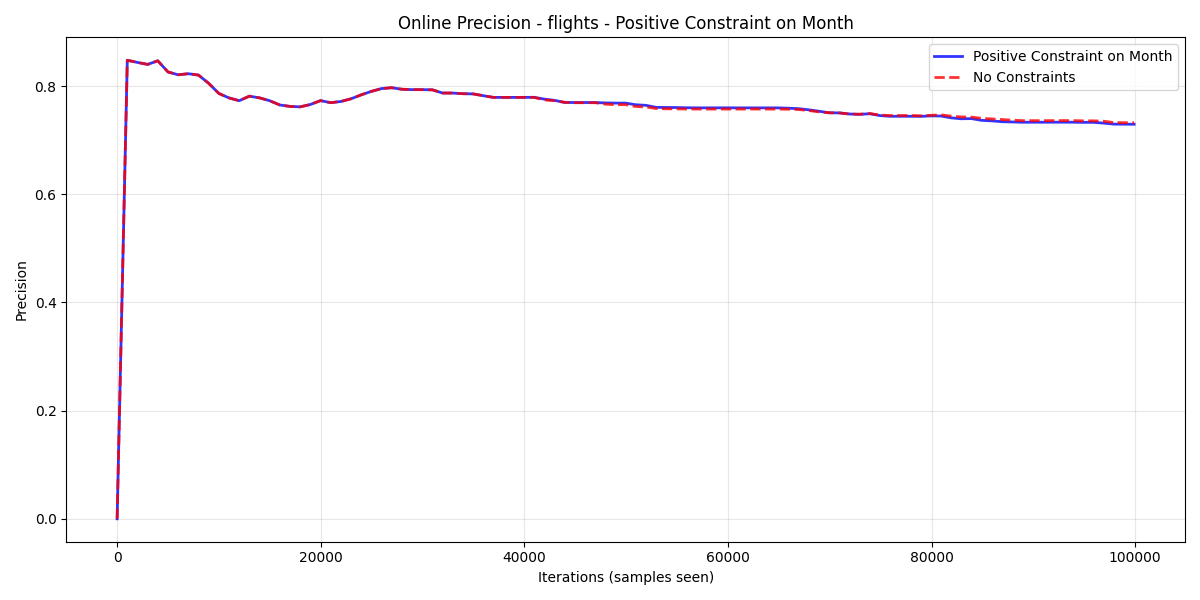 Online Precision - flights - Positive Constraint on Month
Positive Constraint on Month
No Constraints
Precision
0.8
0.6
0.4
0.2
0.0
0 20000 40000 60000 80000 100000
Iterations (samples seen)